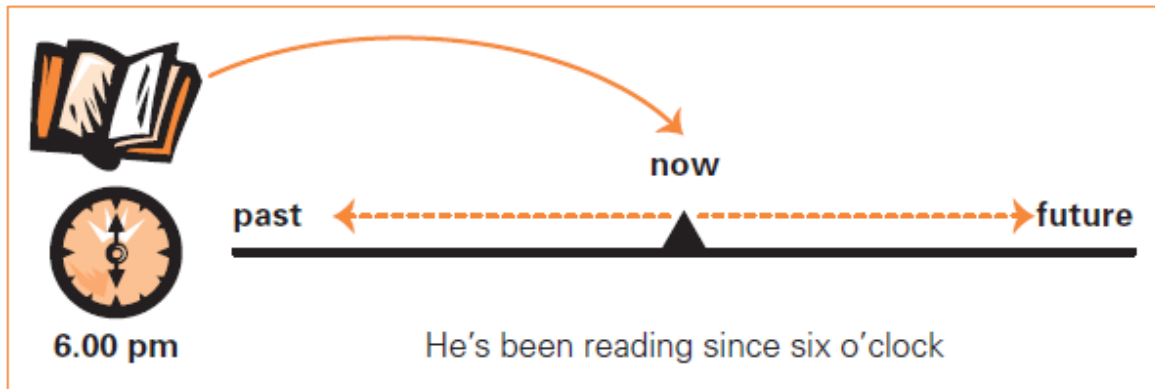 now
past
future
6.00 pm
He's been reading since six o'clock